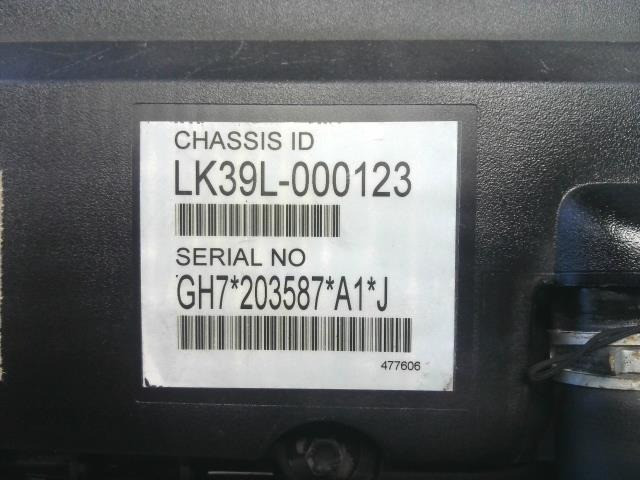 CHASSIS ID
LK39L-000123
SERIAL NO
GH7*203587*A1*J
477606